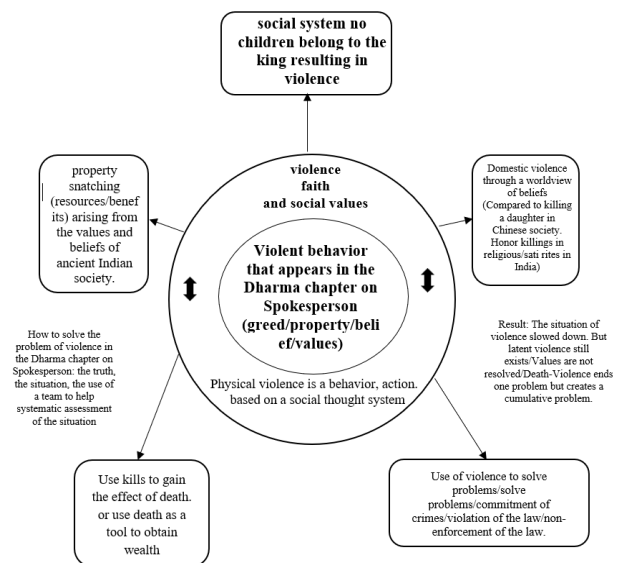 social system no
children belong to the
king resulting in
violence
property
snatching
(resources/benef
its) arising from
the values and
beliefs of
ancient Indian
society.
violence
faith
and social values
Domestic violence
through a worldview
of beliefs
(Compared to killing
a daughter in
Chinese society.
Honor killings in
religious/sati rites in
India)
Violent behavior
that appears in the
Dharma chapter on
Spokesperson
(greed/property/beli
ef/values)
Physical violence is a behavior, action.
based on a social thought system
How to solve the
problem of violence in
the Dharma chapter on
Spokesperson: the truth,
the situation, the use of
a team to help
systematic assessment
of the situation
Result: The situation of
violence slowed down. But
latent violence still
exists/Values are not
resolved/Death-Violence ends
one problem but creates a
cumulative problem.
Use kills to gain
the effect of death.
or use death as a
tool to obtain
wealth
Use of violence to solve
problems/solve
problems/commitment of
crimes/violation of the law/non-
enforcement of the law.